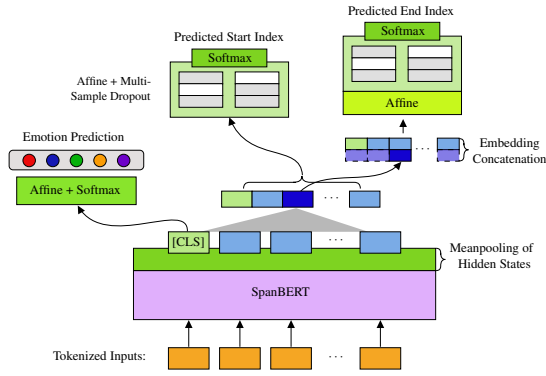 Predicted End Index
Predicted Start Index
Softmax
Softmax
Affine + Multi-
Sample Dropout
Affine
Emotion Prediction
Embedding
Concatenation
· · ·
Affine + Softmax
· · ·
[CLS]
· · ·
Meanpooling of
Hidden States
SpanBERT
Tokenized Inputs:
· · ·